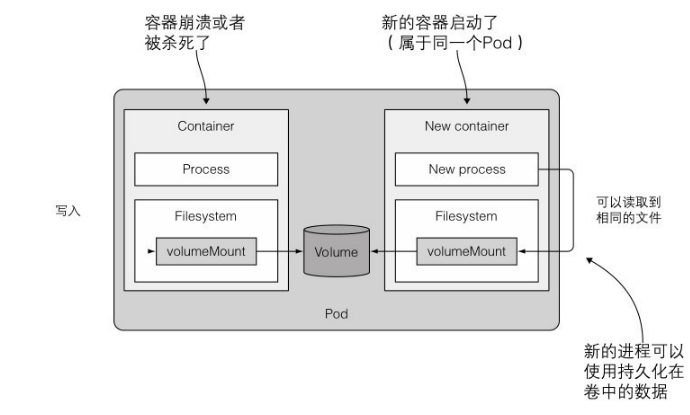 容器崩溃或者
被杀死了
新的容器启动了
（属于同一个Pod）
Container
New container
Process
New process
写入
Filesystem
Filesystem
可以读取到
相同的文件
volumeMount
Volume
volumeMount
Pod
新的进程可以
使用持久化在
卷中的数据